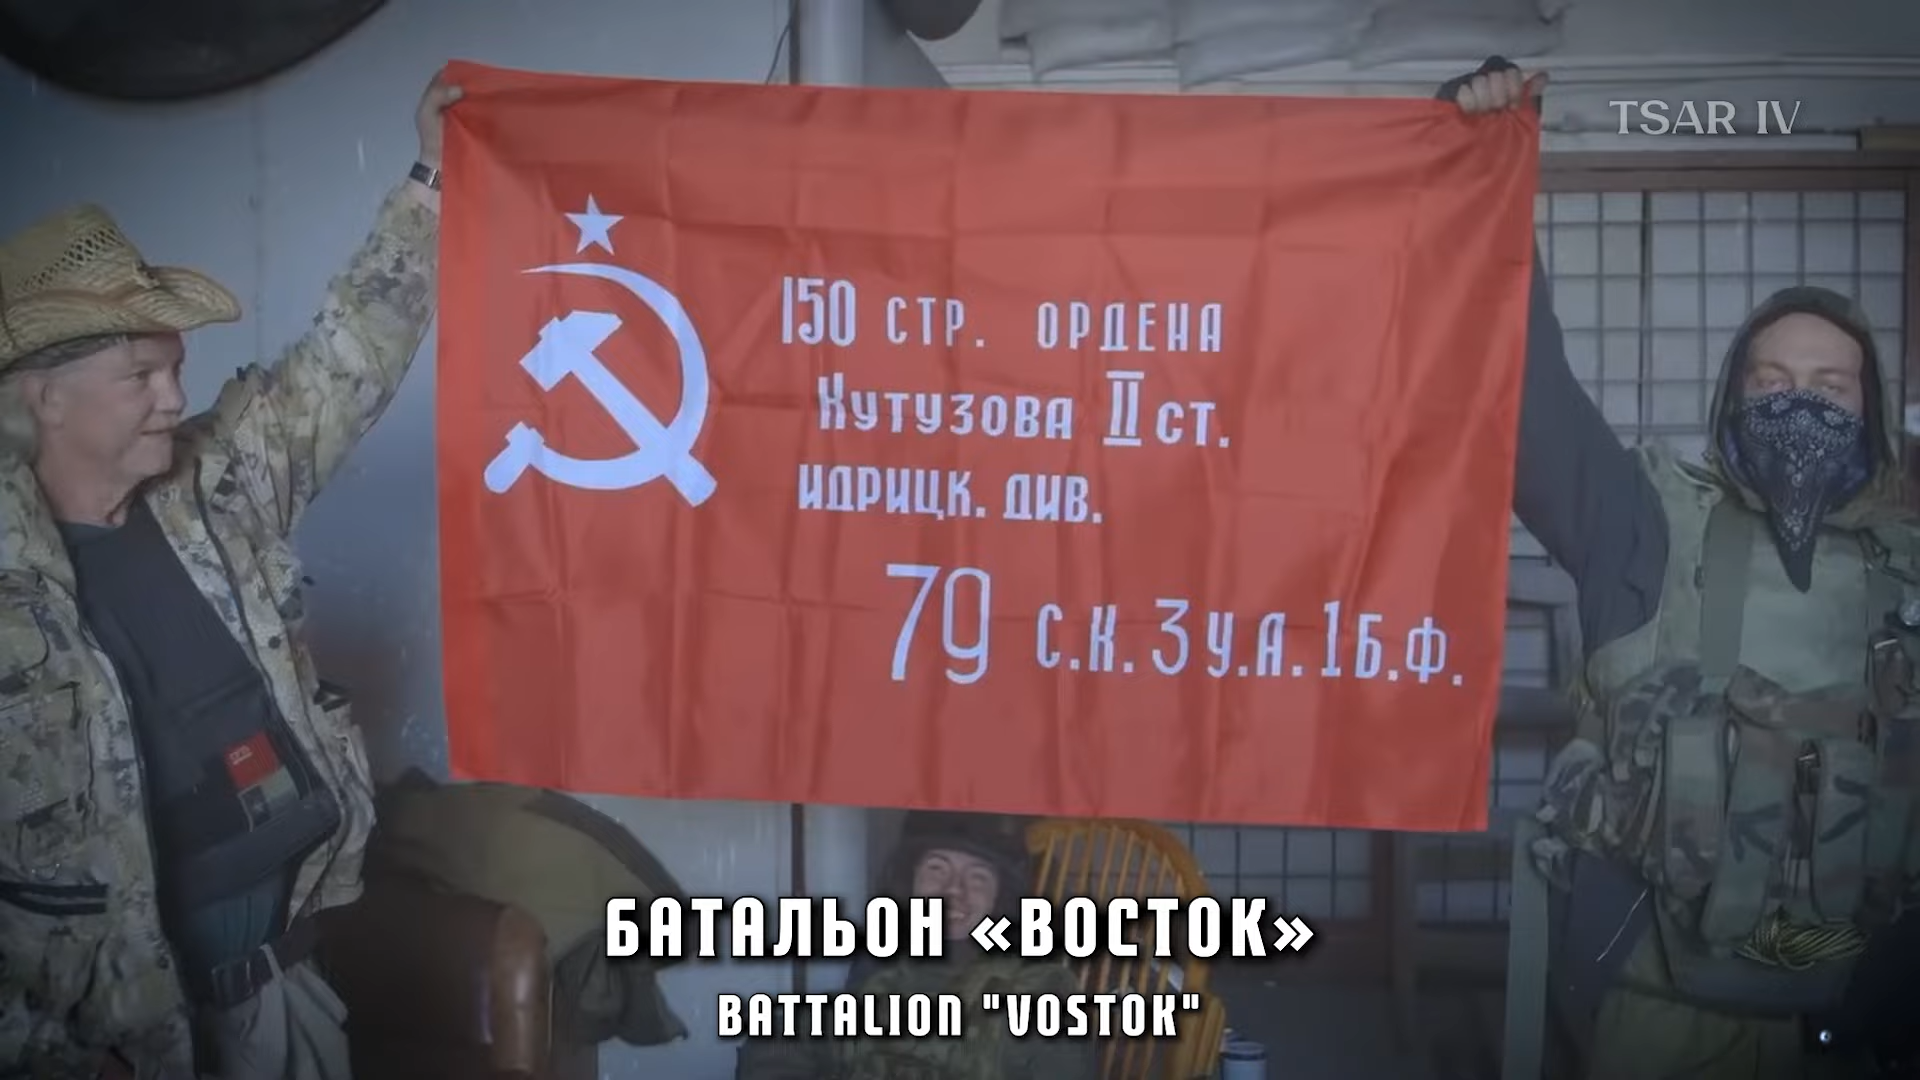 TSAR IV
150 СТР. ОРДЕНА
Кутузова II СТ.
ИДРИЦК. ДИВ.
79 С.К. 3 У.А. 1 Б.Ф.
БАТАЛЬОН «ВОСТОК»
BATTALION "VOSTOK"